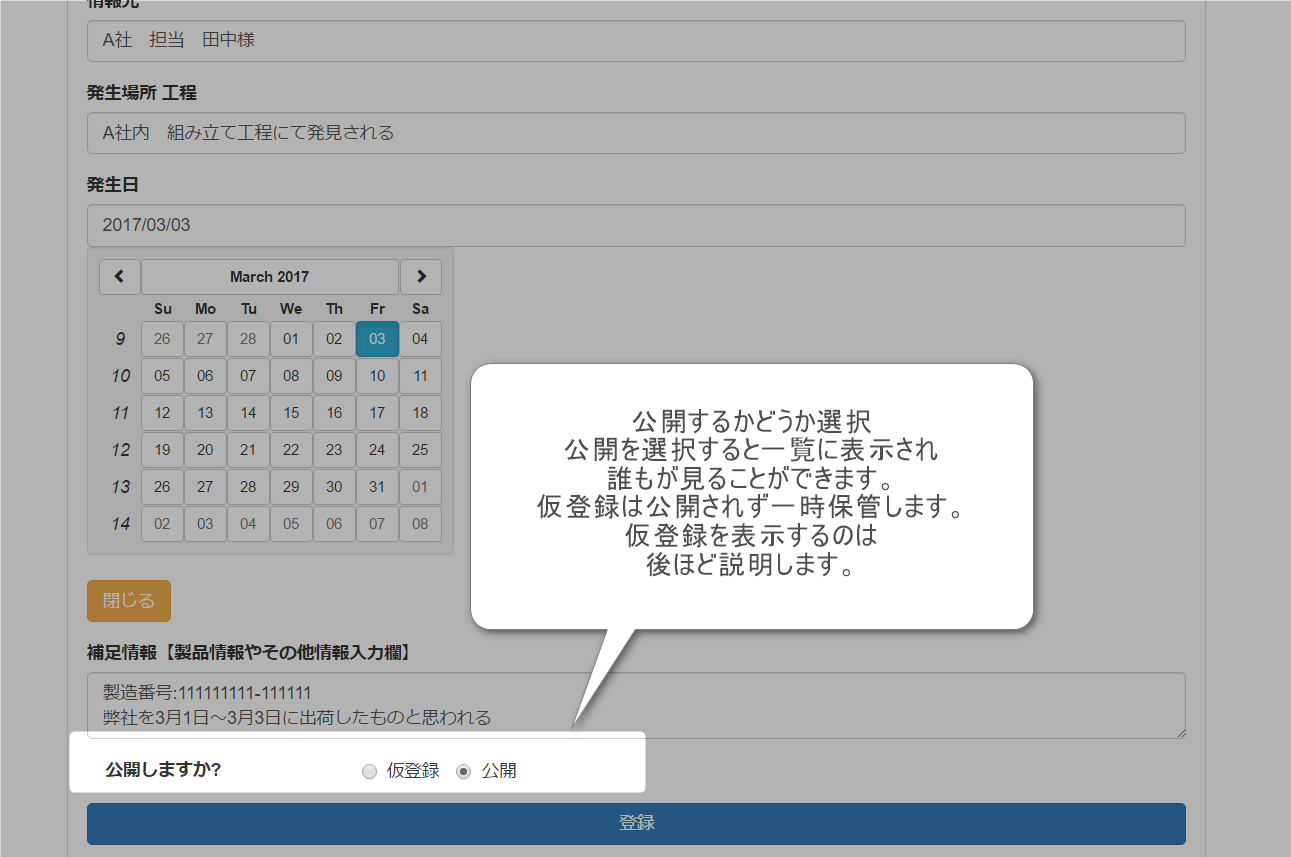 情報元
A社　担当　田中様
発生場所 工程
A社内　組み立て工程にて発見される
発生日
2017/03/03
March 2017
Su Mo Tu We Th Fr Sa
9 26 27 28 01 02 03 04
10 05 06 07 08 09 10 11
11 12 13 14 15 16 17 18
12 19 20 21 22 23 24 25
13 26 27 28 29 30 31 01
14 02 03 04 05 06 07 08
公開するかどうか選択
公開を選択すると一覧に表示され
誰もが見ることができます。
仮登録は公開されず一時保管します。
仮登録を表示するのは
後ほど説明します。
閉じる
補足情報【製品情報やその他情報入力欄】
製造番号:111111111-111111
弊社を3月1日～3月3日に出荷したものと思われる
公開しますか?
仮登録 公開
登録